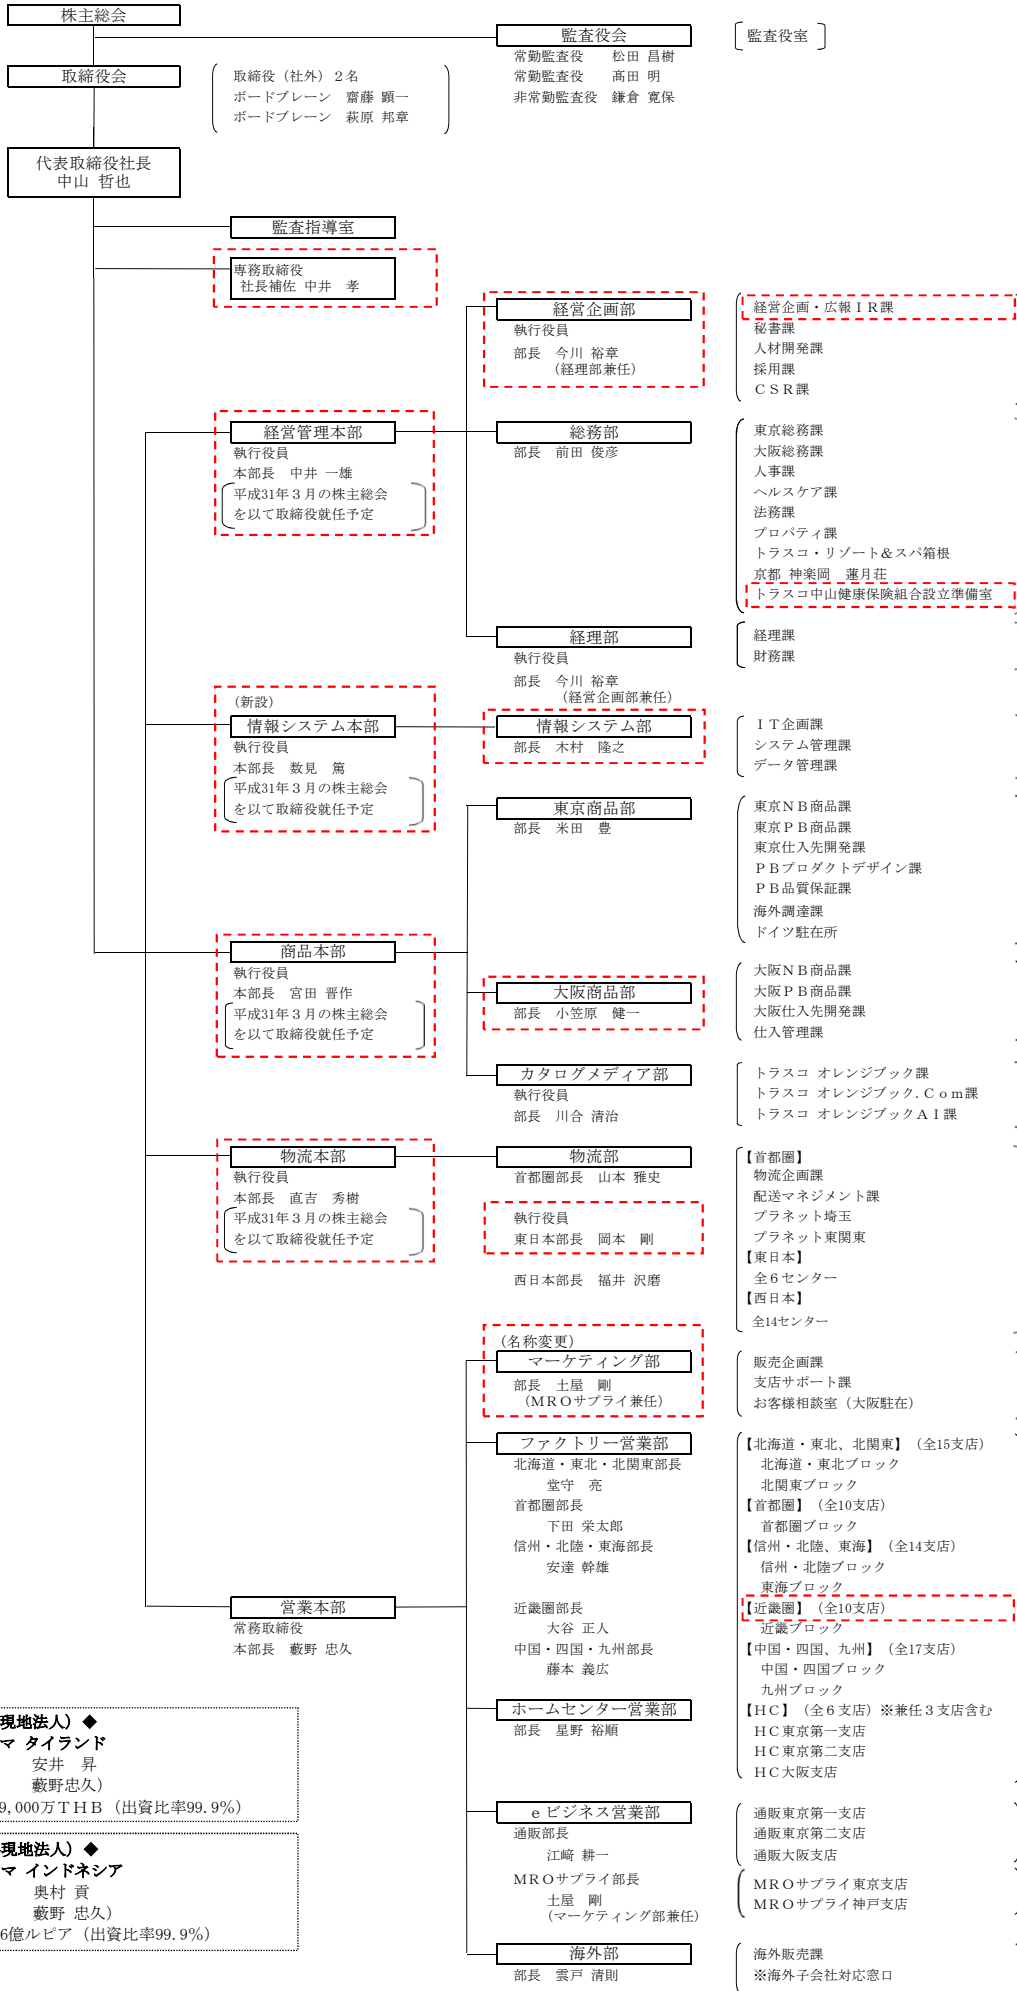 株主総会
監査役会
監査役室
常勤監査役　松田 昌樹
常勤監査役　髙田 明
非常勤監査役　鎌倉 寛保
取締役会
取締役（社外）２名
ボードブレーン　齋藤 顕一
ボードブレーン　萩原 邦章
代表取締役社長
中山 哲也
監査指導室
専務取締役
社長補佐 中井　孝
経営企画部
執行役員
部長　今川 裕章
（経理部兼任）
経営企画・広報ＩＲ課
秘書課
人材開発課
採用課
ＣＳＲ課
経営管理本部
執行役員
本部長　中井 一雄
平成31年３月の株主総会
を以て取締役就任予定
総務部
部長　前田 俊彦
東京総務課
大阪総務課
人事課
ヘルスケア課
法務課
プロパティ課
トラスコ・リゾート＆スパ箱根
京都 神楽岡　蓮月荘
トラスコ中山健康保険組合設立準備室
経理部
執行役員
部長　今川 裕章
（経営企画部兼任）
経理課
財務課
（新設）
情報システム本部
執行役員
本部長　数見　篤
平成31年３月の株主総会
を以て取締役就任予定
情報システム部
部長　木村　隆之
ＩＴ企画課
システム管理課
データ管理課
東京商品部
部長　米田　豊
東京ＮＢ商品課
東京ＰＢ商品課
東京仕入先開発課
ＰＢプロダクトデザイン課
ＰＢ品質保証課
海外調達課
ドイツ駐在所
商品本部
執行役員
本部長　宮田 晋作
平成31年３月の株主総会
を以て取締役就任予定
大阪商品部
部長　小笠原　健一
大阪ＮＢ商品課
大阪ＰＢ商品課
大阪仕入先開発課
仕入管理課
カタログメディア部
執行役員
部長　川合 清治
トラスコ オレンジブック課
トラスコ オレンジブック.Ｃｏｍ課
トラスコ オレンジブックＡＩ課
物流本部
執行役員
本部長　直吉　秀樹
平成31年３月の株主総会
を以て取締役就任予定
物流部
首都圏部長　山本 雅史
執行役員
東日本部長　岡本　剛
西日本部長　福井 沢磨
【首都圏】
物流企画課
配送マネジメント課
プラネット埼玉
プラネット東関東
【東日本】
全６センター
【西日本】
全14センター
（名称変更）
マーケティング部
部長　土屋　剛
（ＭＲＯサプライ兼任）
販売企画課
支店サポート課
お客様相談室（大阪駐在）
ファクトリー営業部
北海道・東北・北関東部長
堂守　亮
首都圏部長
下田 栄太郎
信州・北陸・東海部長
安達 幹雄
近畿圏部長
大谷 正人
中国・四国・九州部長
藤本 義広
【北海道・東北、北関東】（全15支店）
北海道・東北ブロック
北関東ブロック
【首都圏】（全10支店）
首都圏ブロック
【信州・北陸、東海】（全14支店）
信州・北陸ブロック
東海ブロック
【近畿圏】（全10支店）
近畿ブロック
【中国・四国、九州】（全17支店）
中国・四国ブロック
九州ブロック
【ＨＣ】（全６支店）※兼任３支店含む
ＨＣ東京第一支店
ＨＣ東京第二支店
ＨＣ大阪支店
営業本部
常務取締役
本部長　藪野 忠久
ホームセンター営業部
部長　星野 裕順
ｅビジネス営業部
通販部長
江﨑 耕一
ＭＲＯサプライ部長
土屋　剛
（マーケティング部兼任）
通販東京第一支店
通販東京第二支店
通販大阪支店
ＭＲＯサプライ東京支店
ＭＲＯサプライ神戸支店
海外部
部長　雲戸 清則
海外販売課
※海外子会社対応窓口
現地法人）◆
マ タイランド
安井　昇
藪野忠久）
9,000万ＴＨＢ（出資比率99.9％）
現地法人）◆
マ インドネシア
奥村 貢
藪野 忠久）
6億ルピア（出資比率99.9％）